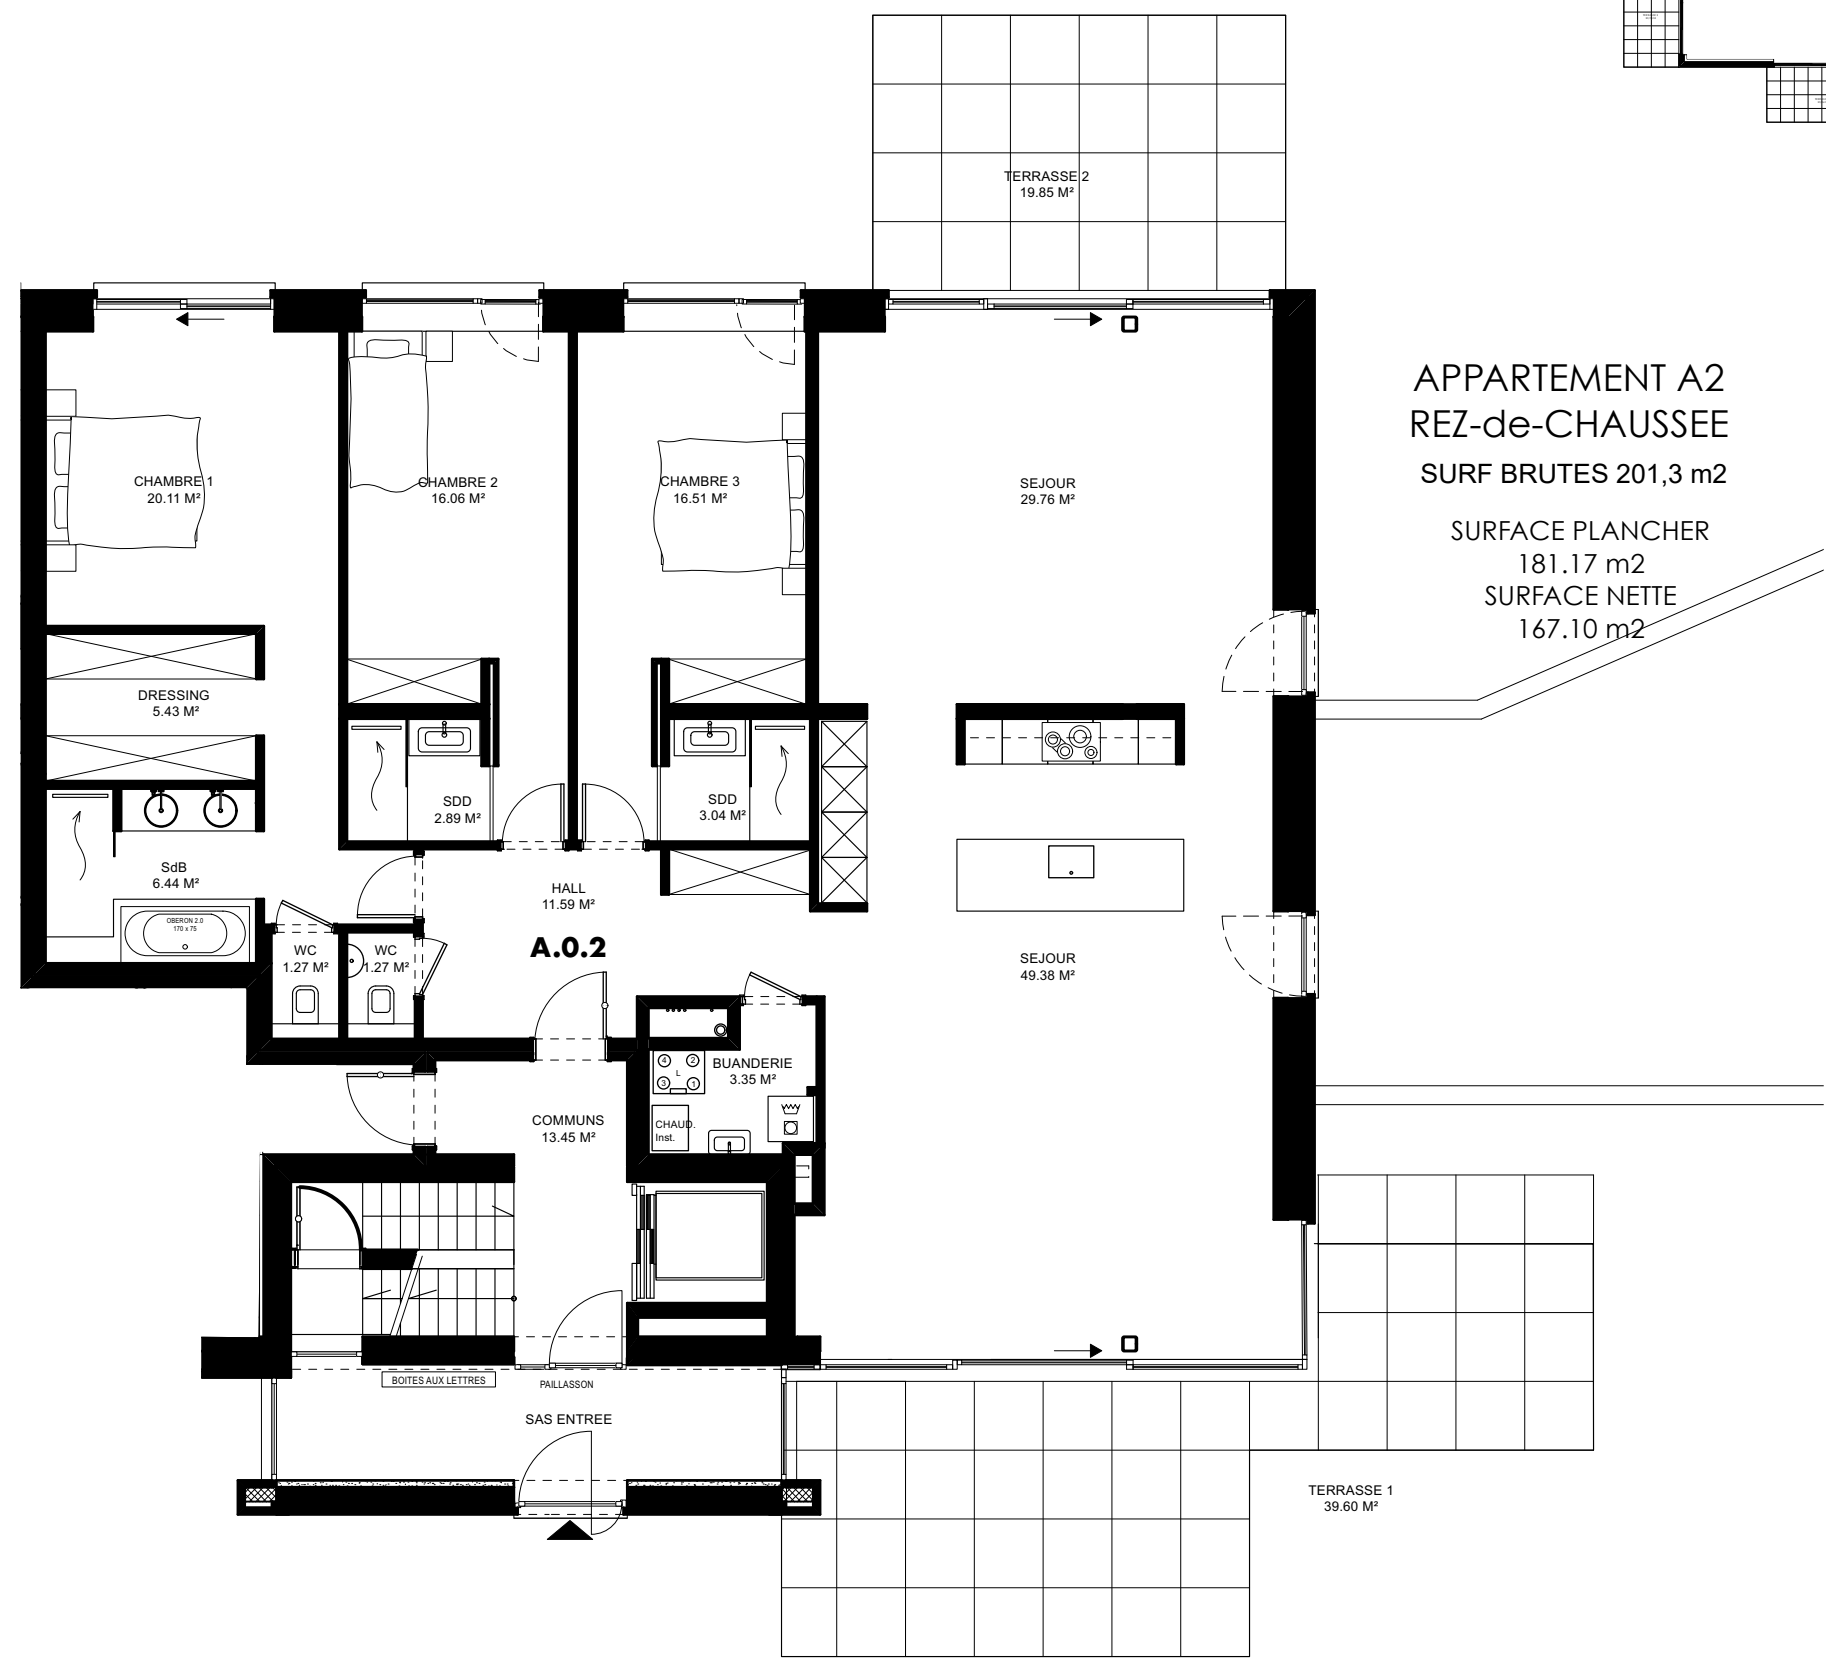 TERRASSE 2
19.85 M²
APPARTEMENT A2
REZ-de-CHAUSSEE
SURF BRUTES 201,3 m2
SURFACE PLANCHER
181.17 m2
SURFACE NETTE
167.10 m2
CHAMBRE 1
20.11 M²
CHAMBRE 2
16.06 M²
CHAMBRE 3
16.51 M²
SEJOUR
29.76 M²
DRESSING
5.43 M²
SDD
2.89 M²
SDD
3.04 M²
SdB
6.44 M²
OBERON 2.0
170 x 75
HALL
11.59 M²
A.0.2
WC
1.27 M²
WC
1.27 M²
SEJOUR
49.38 M²
BUANDERIE
3.35 M²
4
2
L
3
1
CHAUD.
Inst.
COMMUNS
13.45 M²
BOITES AUX LETTRES
PAILLASSON
SAS ENTREE
TERRASSE 1
39.60 M²